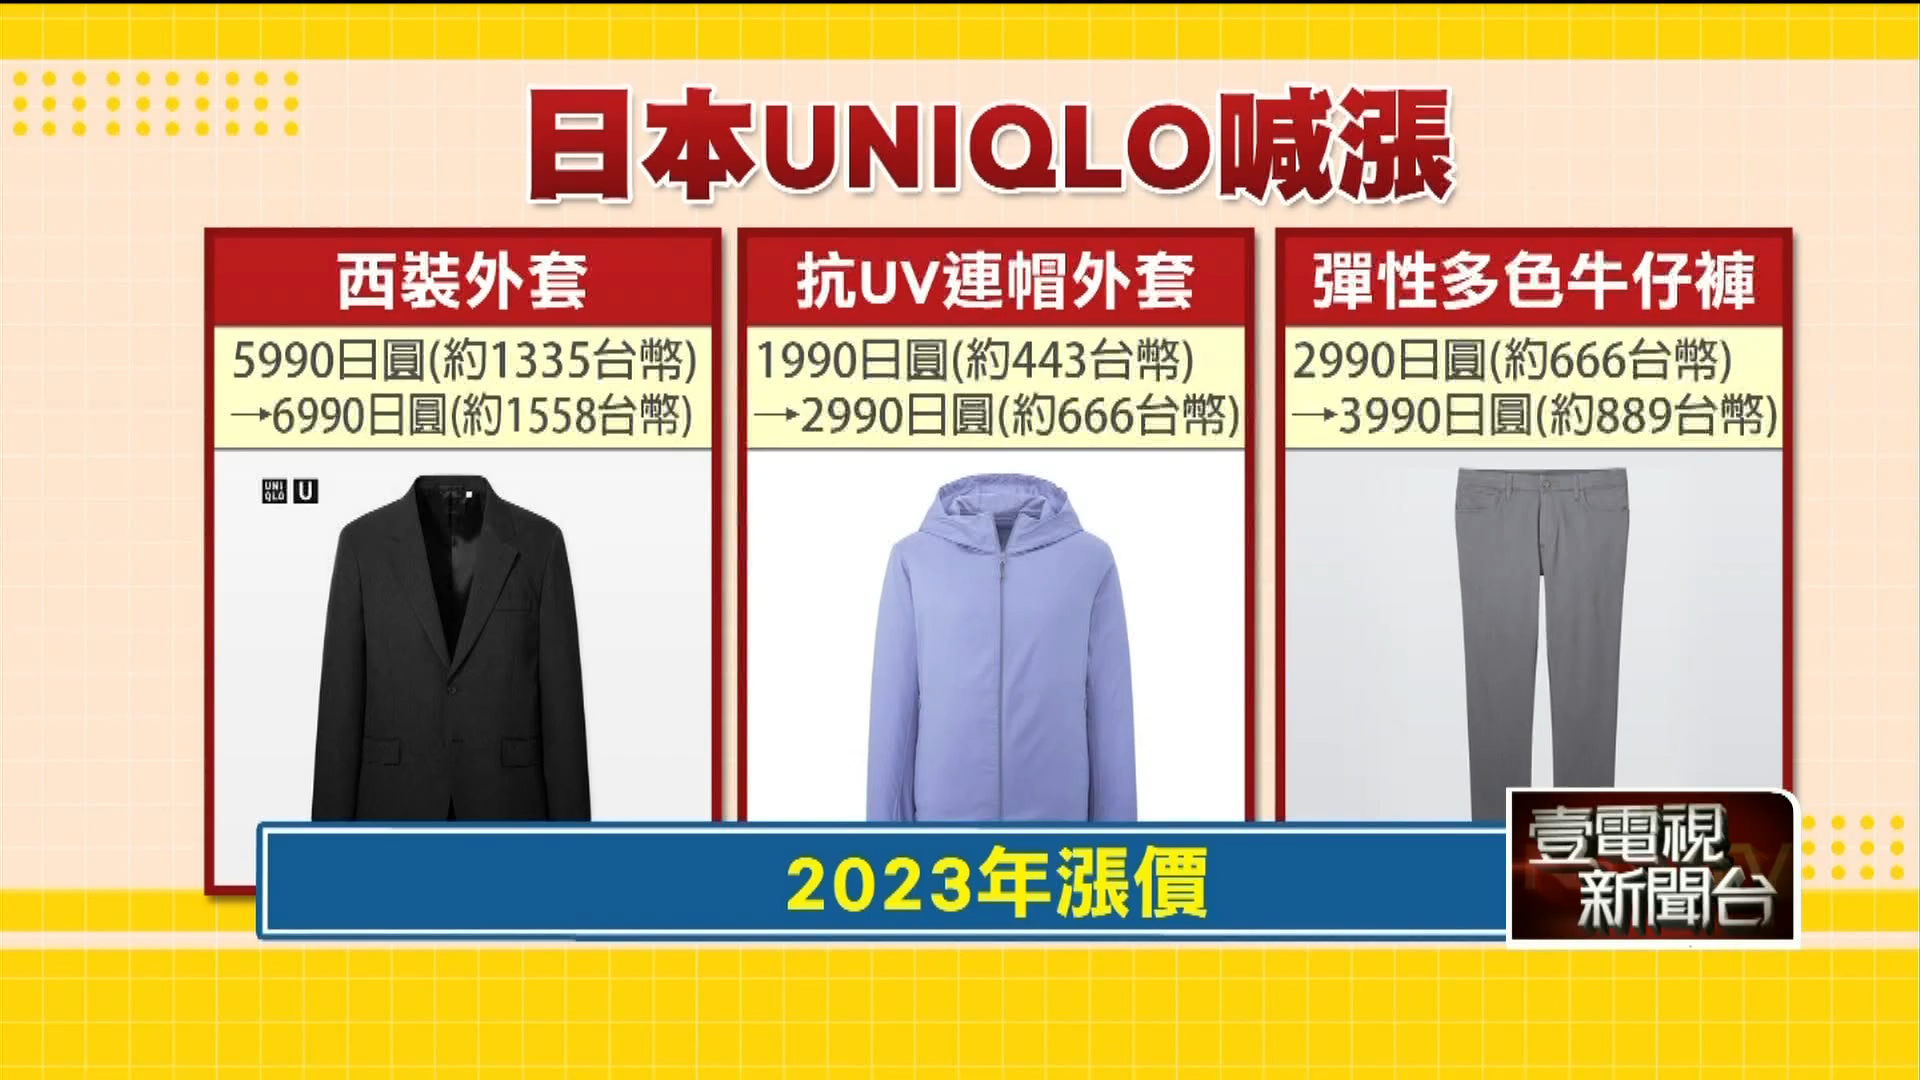 日本UNIQLO喊漲
西裝外套
5990日圓(約1335台幣)
→6990日圓(約1558台幣)
抗UV連帽外套
1990日圓(約443台幣)
→2990日圓(約666台幣)
彈性多色牛仔褲
2990日圓(約666台幣)
→3990日圓(約889台幣)
UNI
QLO
U
2023年漲價
壹電視
新聞台